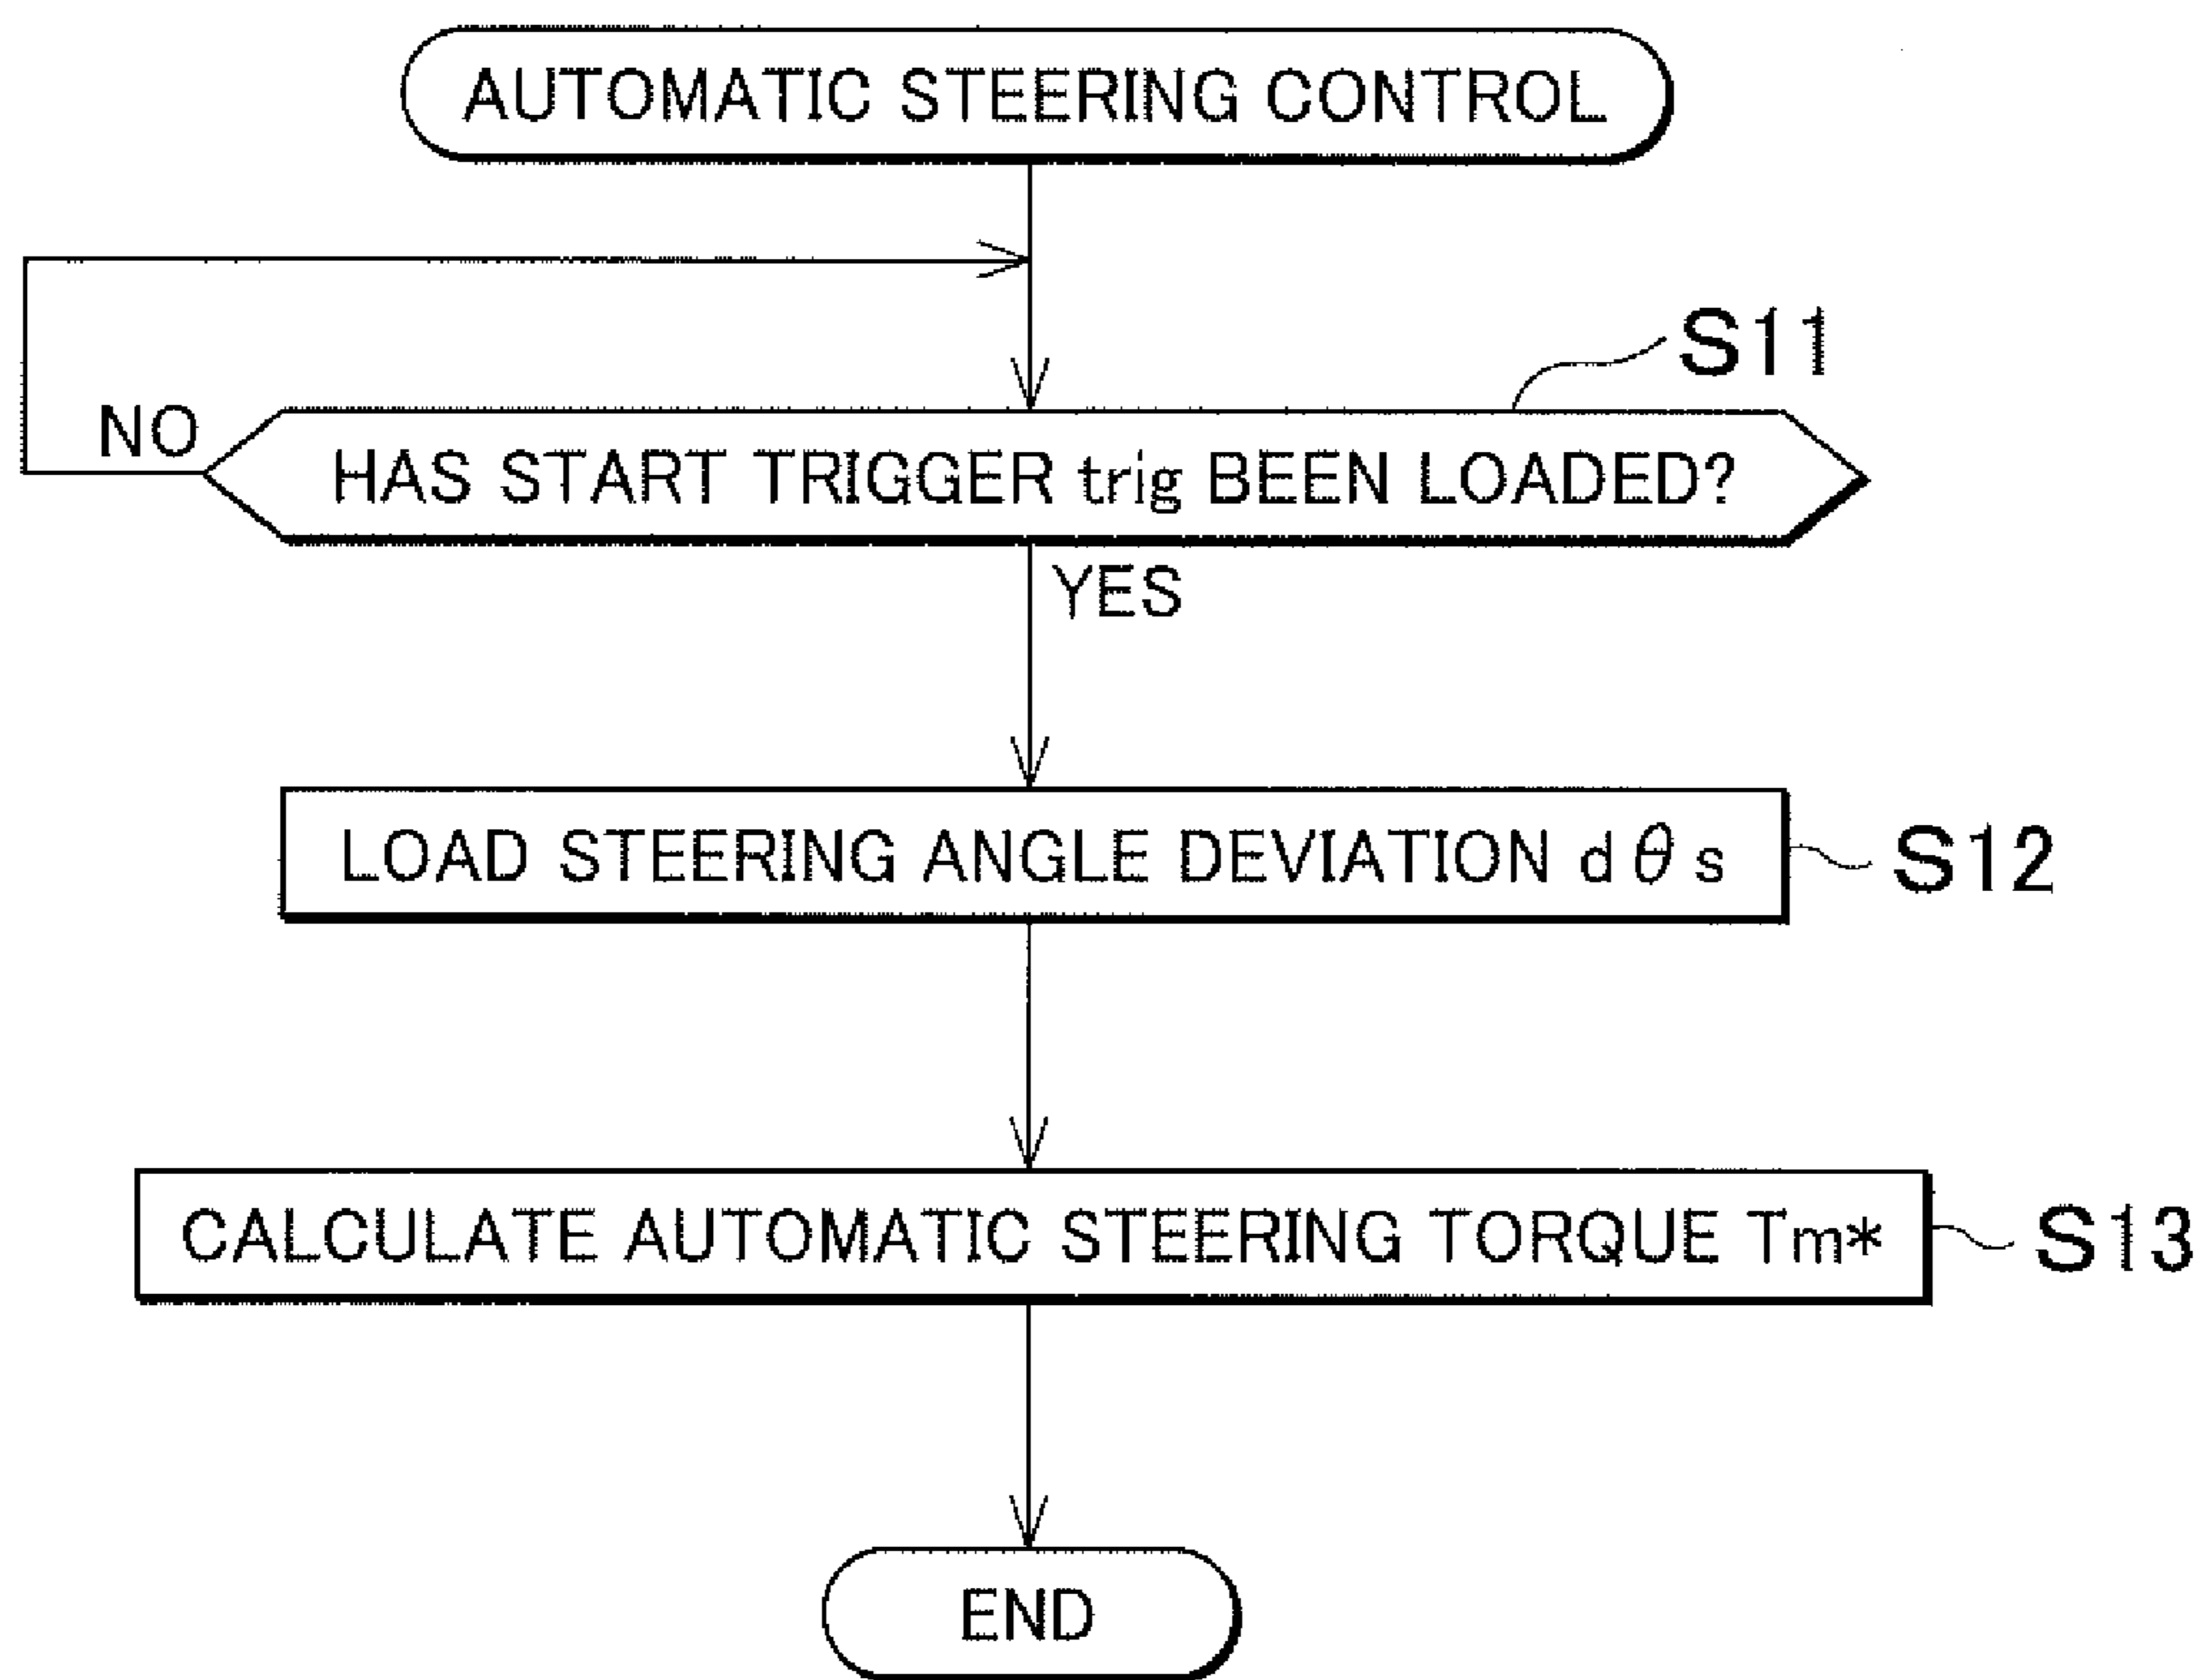 AUTOMATIC STEERING CONTROL
S11
NO
HAS START TRIGGER trig BEEN LOADED?
YES
LOAD STEERING ANGLE DEVIATION dθs
S12
CALCULATE AUTOMATIC STEERING TORQUE Tm*
S13
END